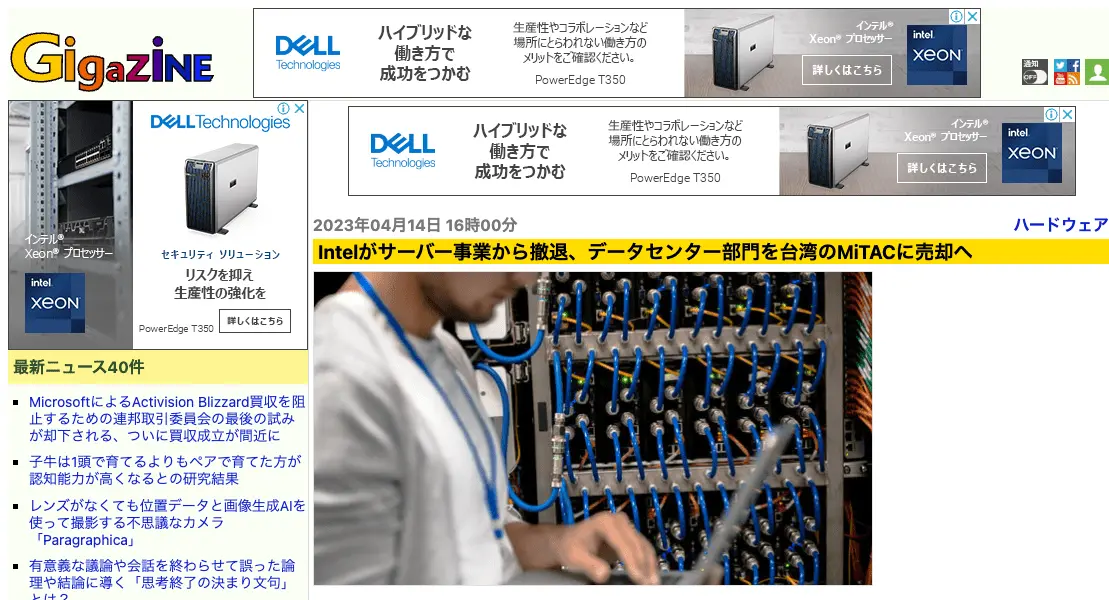 GigaZiNE
DELL
Technologies
ハイブリッドな
働き方で
成功をつかむ
生産性やコラボレーションなど
場所にとらわれない働き方の
メリットをご確認ください。
PowerEdge T350
インテル®
Xeon® プロセッサー
詳しくはこちら
intel.
XEON®
通知
OFF
DELLTechnologies
インテル®
Xeon® プロセッサー
intel.
XEON®
セキュリティ ソリューション
リスクを抑え
生産性の強化を
PowerEdge T350
詳しくはこちら
DELL
Technologies
ハイブリッドな
働き方で
成功をつかむ
生産性やコラボレーションなど
場所にとらわれない働き方の
メリットをご確認ください。
PowerEdge T350
インテル®
Xeon® プロセッサー
詳しくはこちら
intel.
XEON®
2023年04月14日 16時00分
ハードウェア
Intelがサーバー事業から撤退、データセンター部門を台湾のMiTACに売却へ
最新ニュース40件
MicrosoftによるActivision Blizzard買収を阻
止するための連邦取引委員会の最後の試み
が却下される、ついに買収成立が間近に
子牛は1頭で育てるよりもペアで育てた方が
認知能力が高くなるとの研究結果
レンズがなくても位置データと画像生成AIを
使って撮影する不思議なカメラ
「Paragraphica」
有意義な議論や会話を終わらせて誤った論
理や結論に導く「思考終了の決まり文句」
とは？